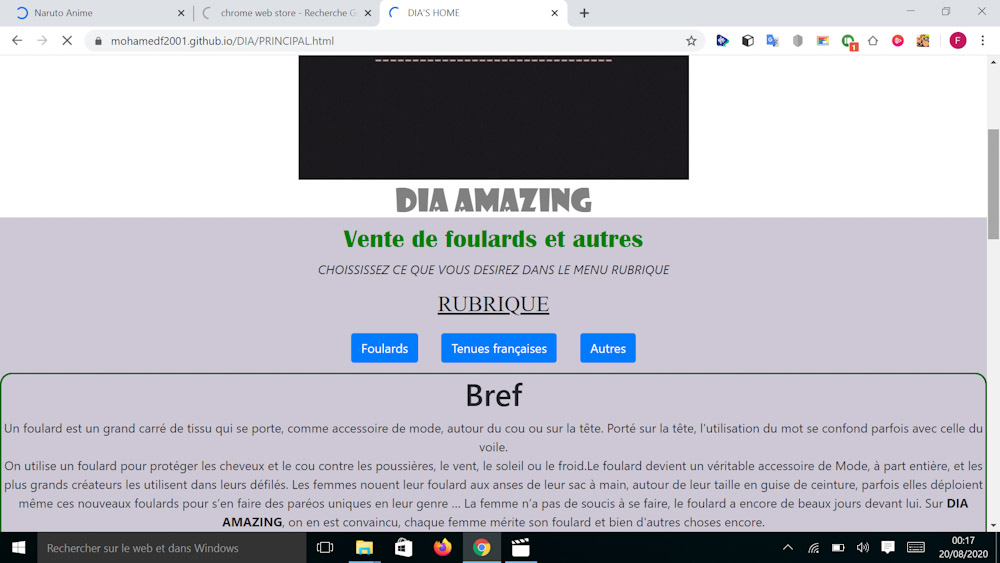 Naruto Anime
chrome web store - Recherche G
DIA'S HOME
mohamedf2001.github.io/DIA/PRINCIPAL.html
1
F
DIA AMAZING
Vente de foulards et autres
CHOISSISSEZ CE QUE VOUS DESIREZ DANS LE MENU RUBRIQUE
RUBRIQUE
Foulards
Tenues françaises
Autres
Bref
Un foulard est un grand carré de tissu qui se porte, comme accessoire de mode, autour du cou ou sur la tête. Porté sur la tête, l'utilisation du mot se confond parfois avec celle du
voile.
On utilise un foulard pour protéger les cheveux et le cou contre les poussières, le vent, le soleil ou le froid.Le foulard devient un véritable accessoire de Mode, à part entière, et les
plus grands créateurs les utilisent dans leurs défilés. Les femmes nouent leur foulard aux anses de leur sac à main, autour de leur taille en guise de ceinture, parfois elles déploient
même ces nouveaux foulards pour s'en faire des paréos uniques en leur genre ... La femme n'a pas de soucis à se faire, le foulard a encore de beaux jours devant lui. Sur DIA
AMAZING, on en est convaincu, chaque femme mérite son foulard et bien d'autres choses encore.
Rechercher sur le web et dans Windows
00:17
20/08/2020